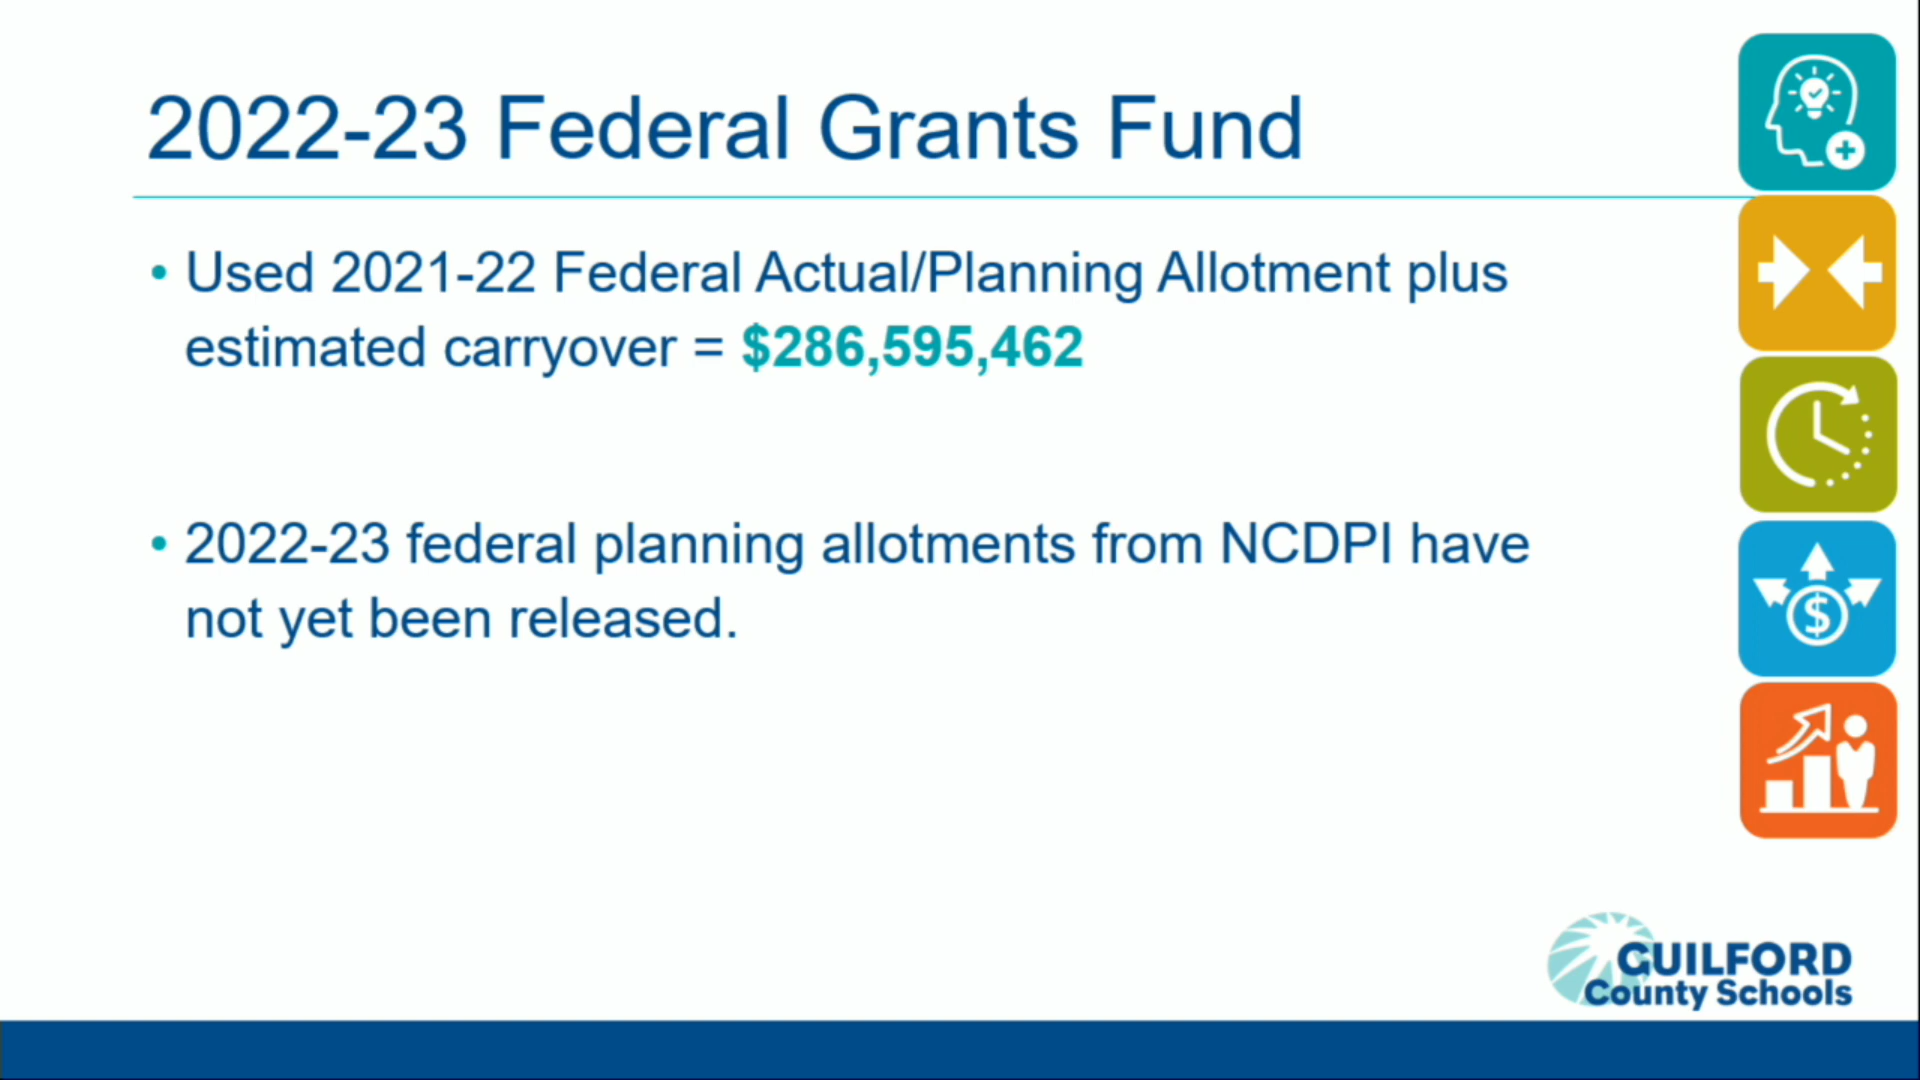 2022-23 Federal Grants Fund
• Used 2021-22 Federal Actual/Planning Allotment plus
estimated carryover = $286,595,462
• 2022-23 federal planning allotments from NCDPI have
not yet been released.
$
GUILFORD
County Schools